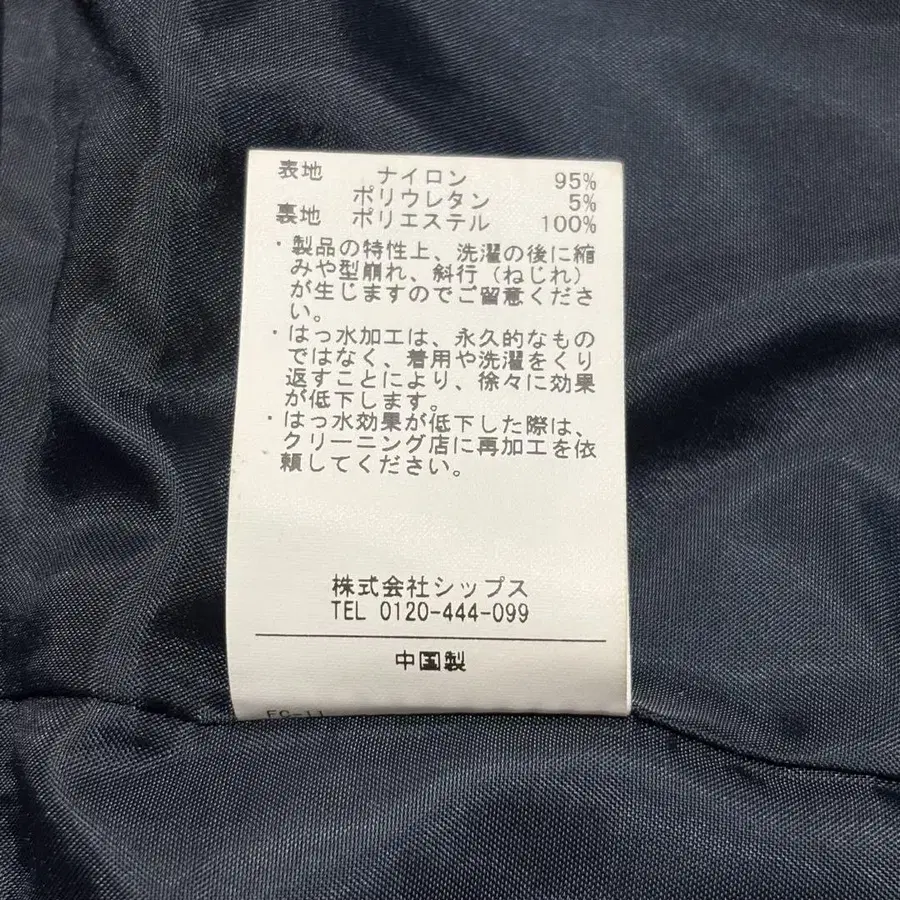 表地 ナイロン 95%
ポリウレタン 5%
裏地 ポリエステル 100%
・製品の特性上、洗濯の後に縮
みや型崩れ、斜行（ねじれ）
が生じますのでご留意くださ
い。
・はっ水加工は、永久的なもの
ではなく、着用や洗濯をくり
返すことにより、徐々に効果
が低下します。
・はっ水効果が低下した際は、
クリーニング店に再加工を依
頼してください。
株式会社シップス
TEL 0120-444-099
中国製